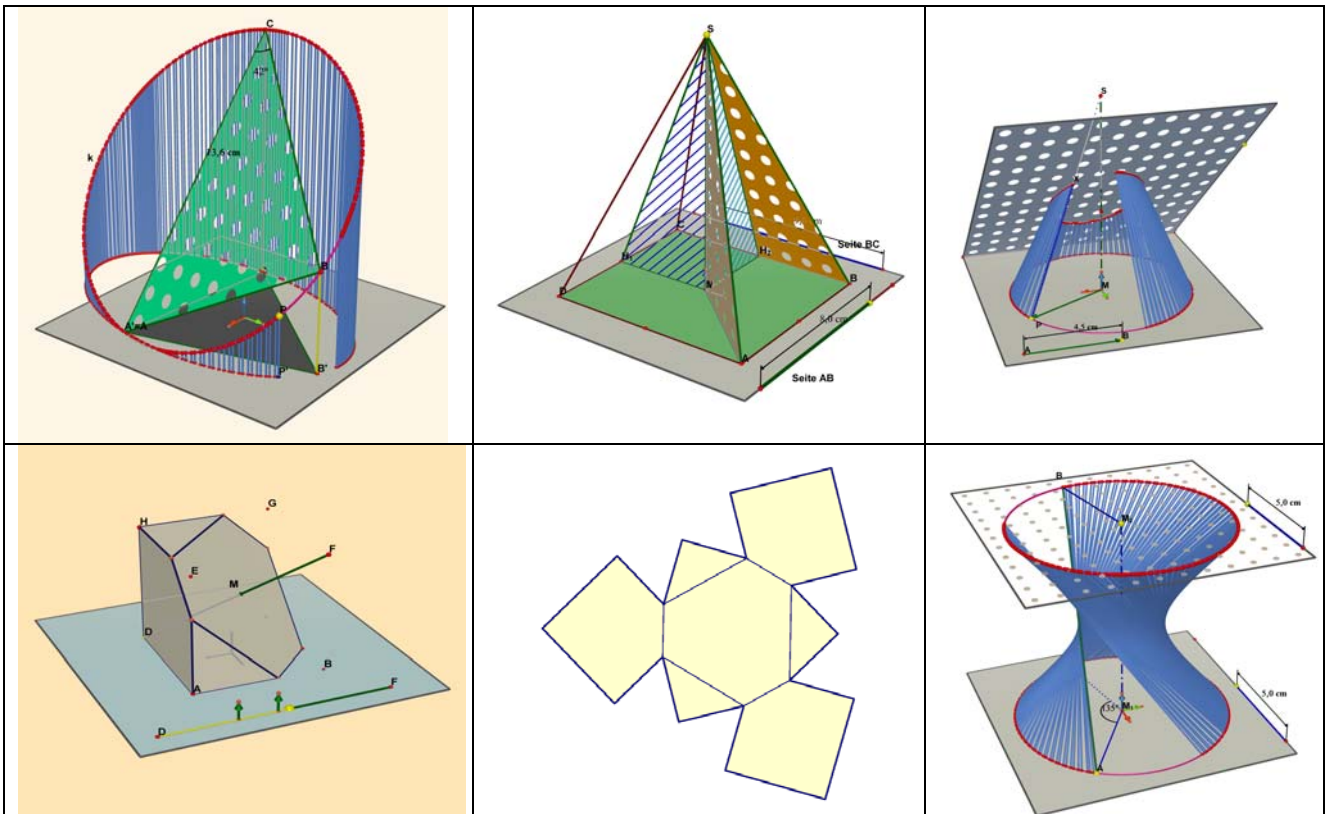 C
42°
13,6 cm
k
B
A'=A
P
P'
B'
S
C
Seite BC
H₁
H₂
M
B
D
8,0 cm
A
Seite AB
S
M
P
4,5 cm
A
B
G
H
F
E
M
D
B
A
F
D
B
5,0 cm
M₂
5,0 cm
135°
M₁
A